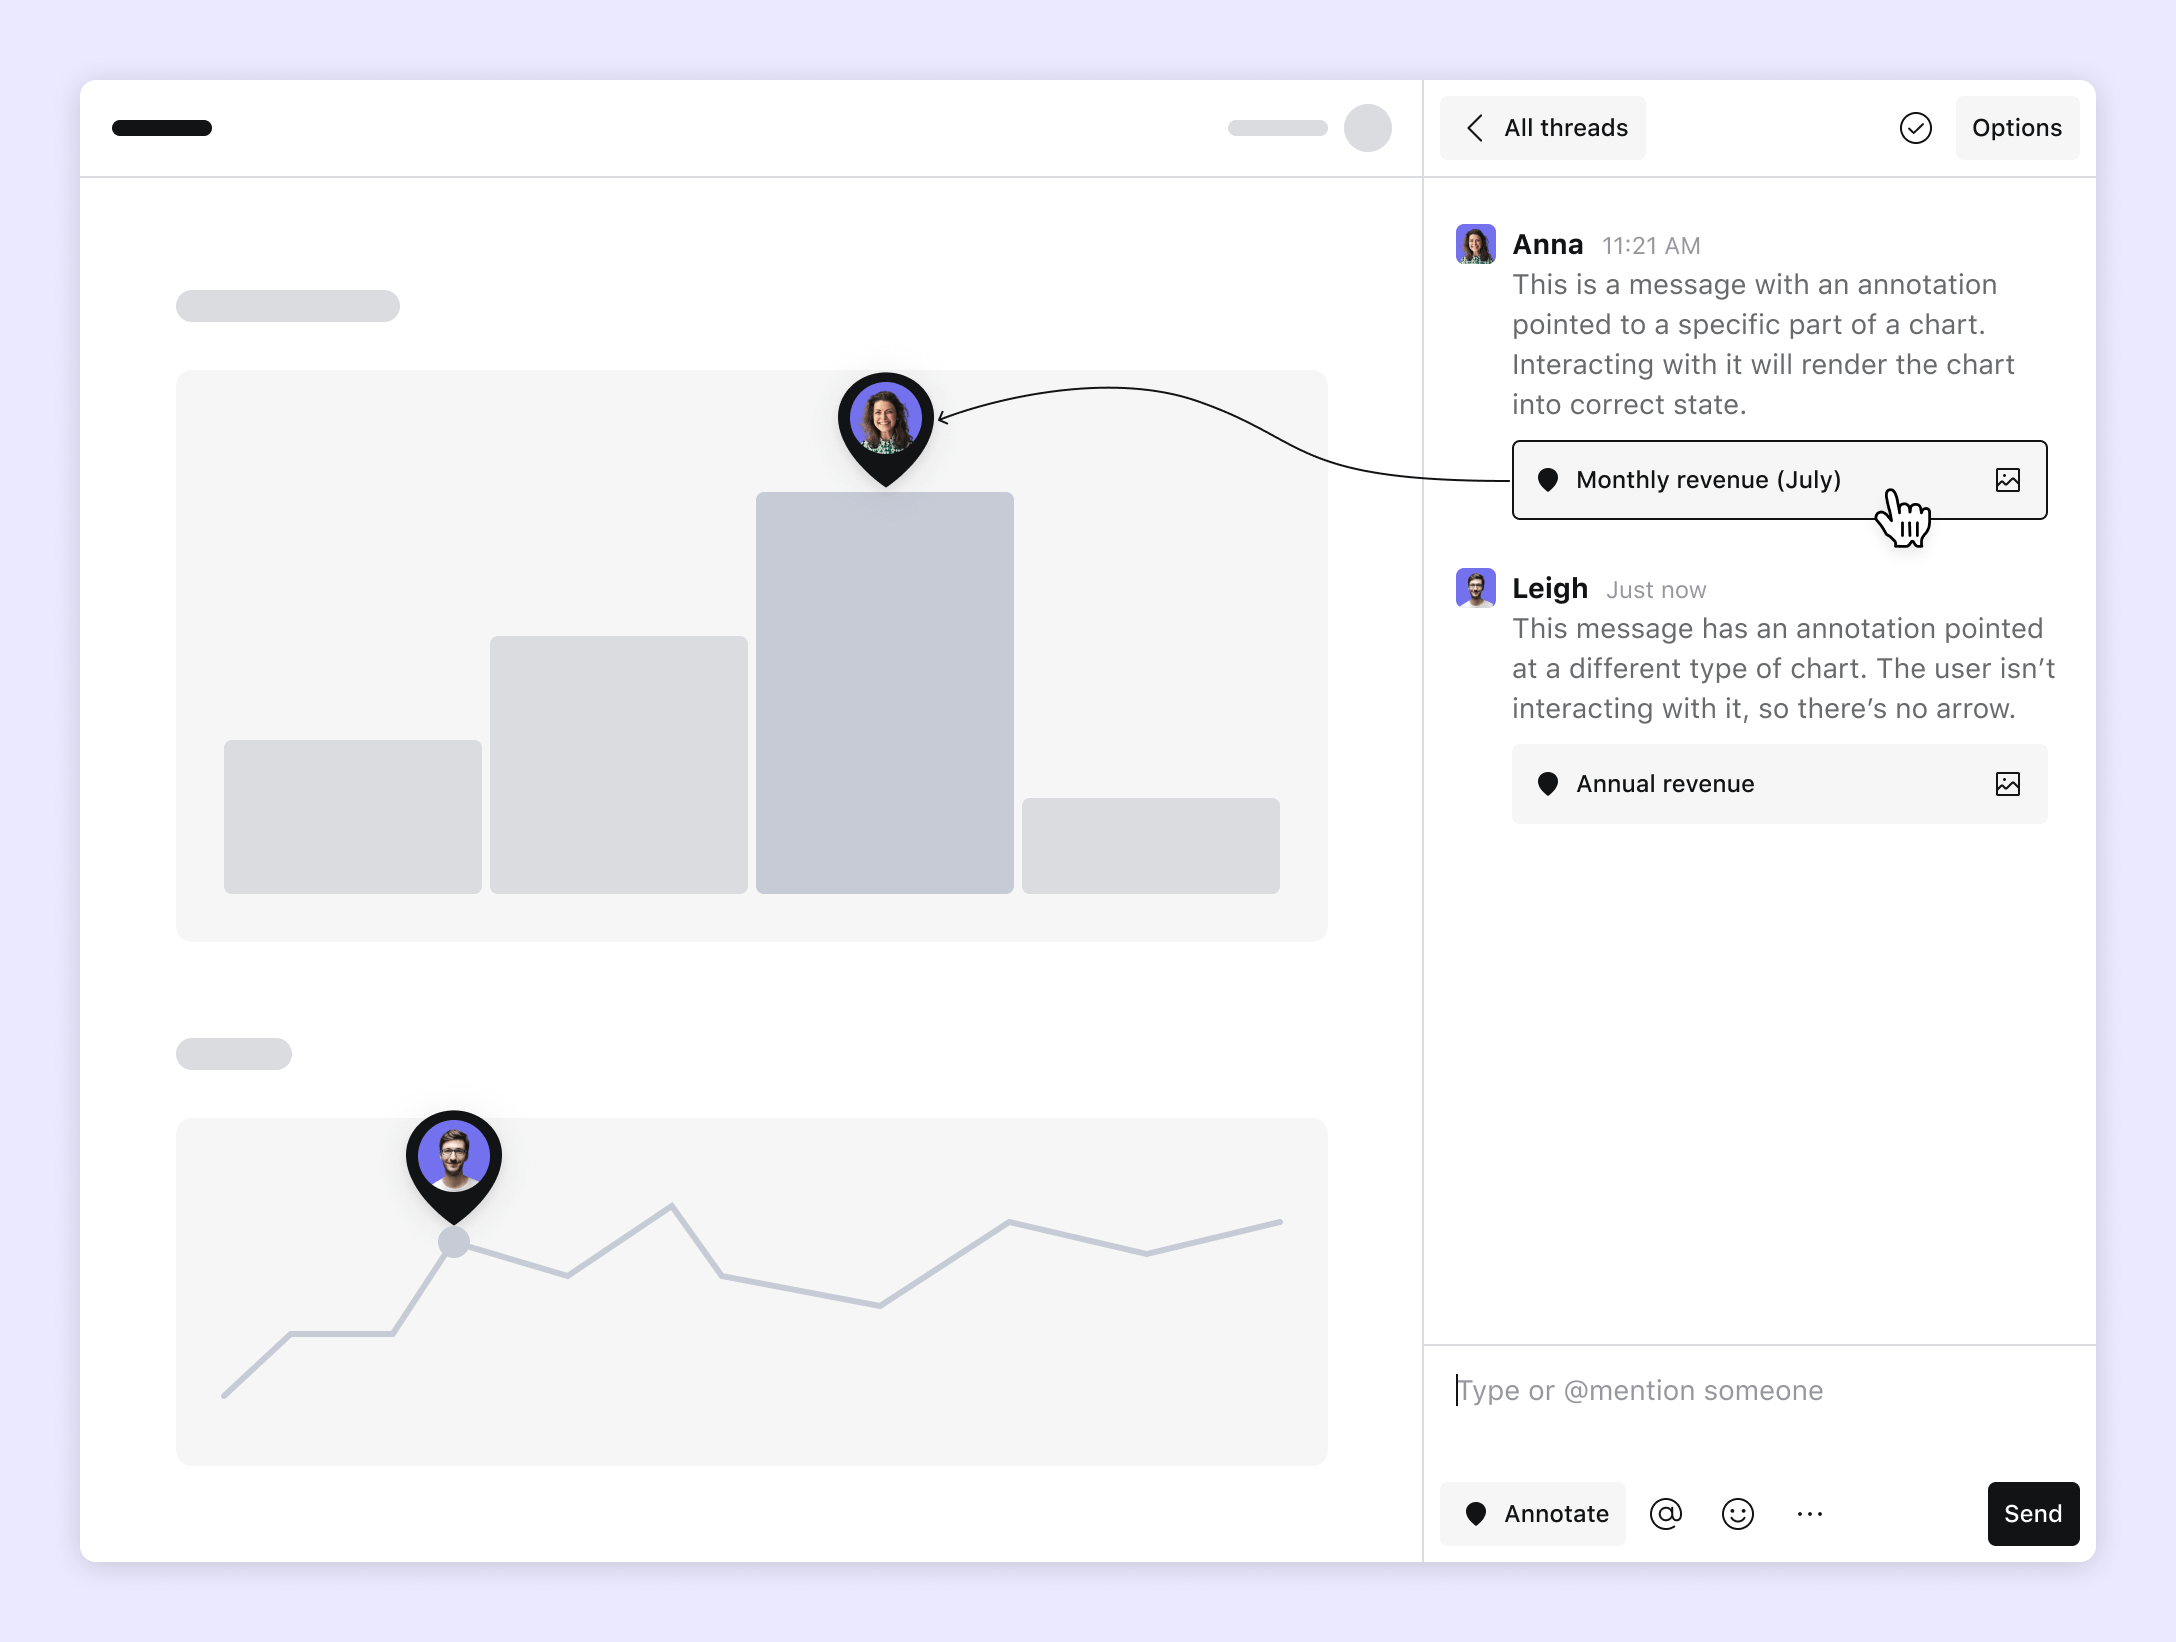 All threads
Options
Anna 11:21 AM
This is a message with an annotation
pointed to a specific part of a chart.
Interacting with it will render the chart
into correct state.
Monthly revenue (July)
Leigh Just now
This message has an annotation pointed
at a different type of chart. The user isn’t
interacting with it, so there’s no arrow.
Annual revenue
Type or @mention someone
Annotate
Send